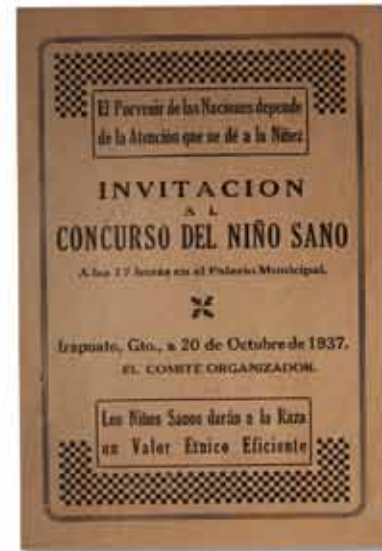 El Porvenir de las Naciones depende
de la Atención que se dé a la Niñez
INVITACION
A L
CONCURSO DEL NIÑO SANO
A las 17 horas en el Palacio Municipal.
Irapuato, Gto., a 20 de Octubre de 1937.
EL COMITE ORGANIZADOR.
Los Niños Sanos darán a la Raza
un Valor Etnico Eficiente